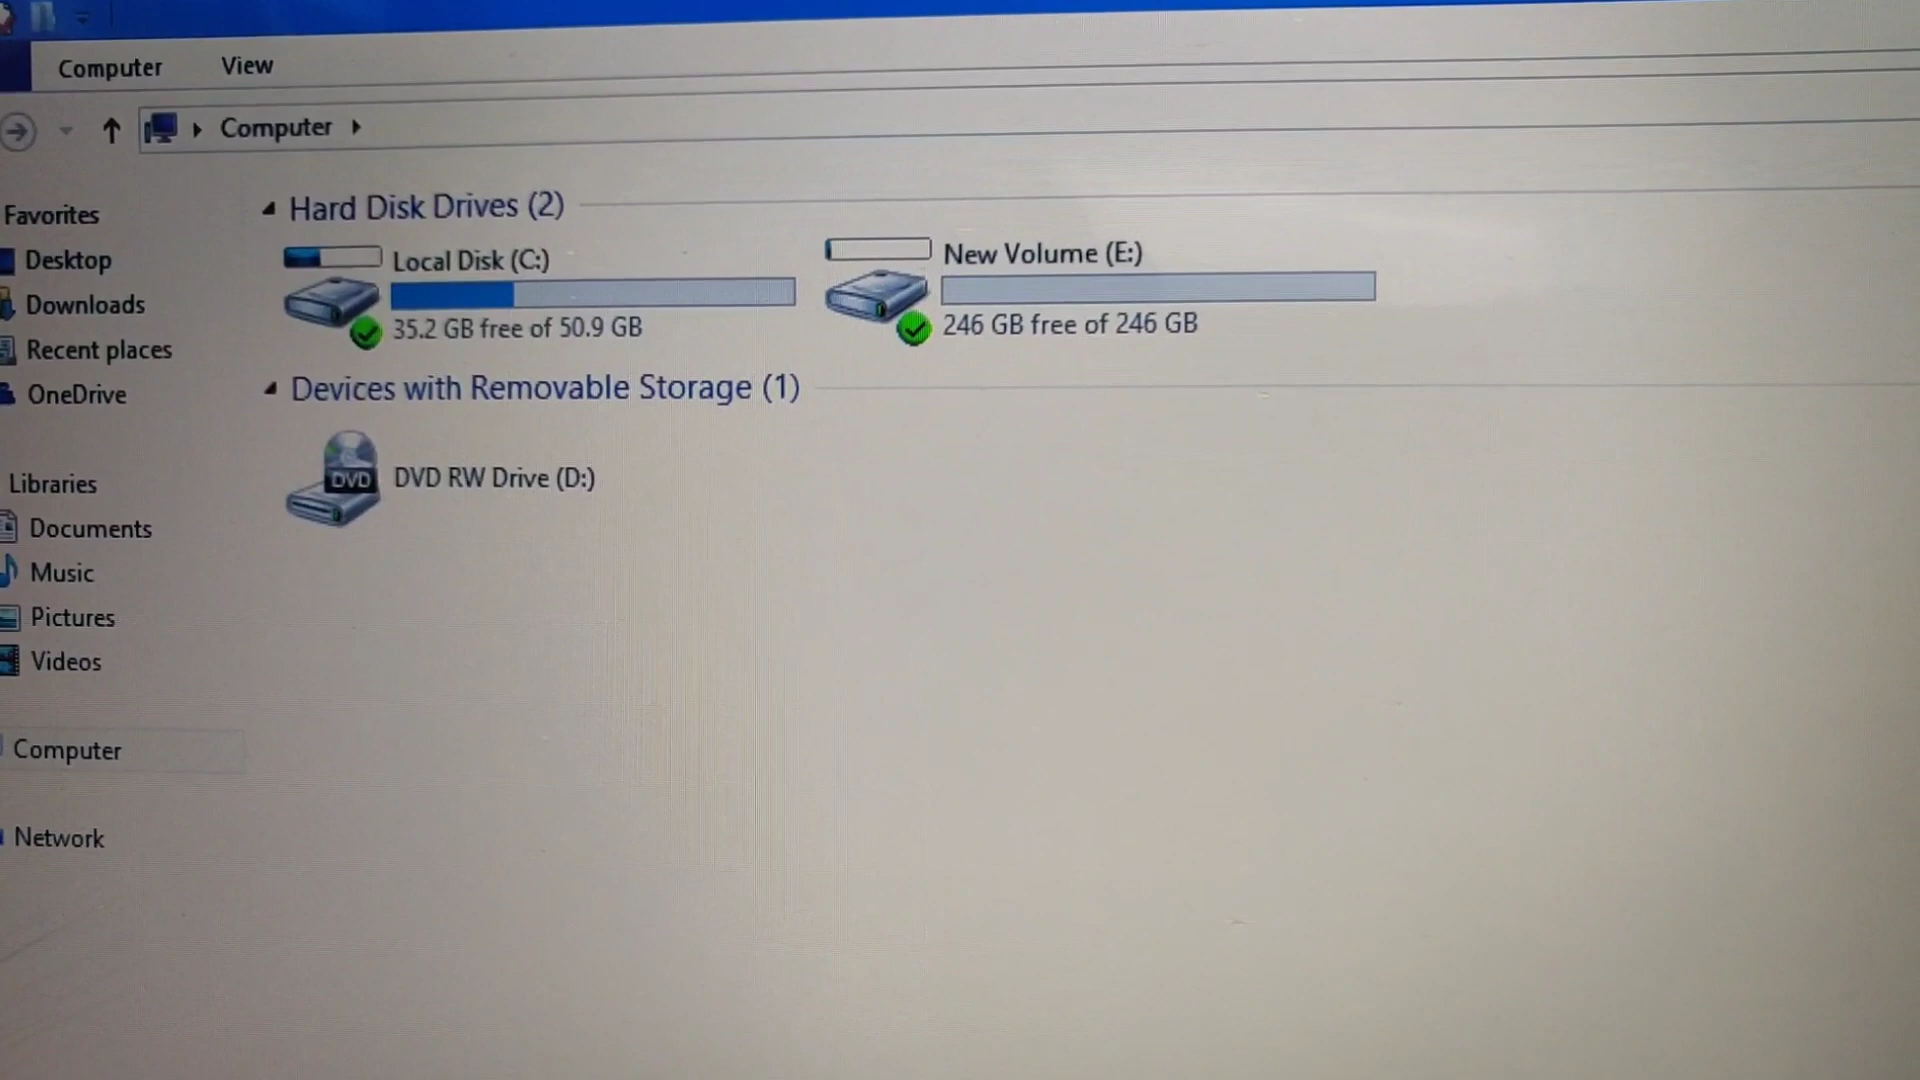 Computer
View
Computer
Favorites
Desktop
Downloads
Recent places
OneDrive
Libraries
Documents
Music
Pictures
Videos
Computer
Network
Hard Disk Drives (2)
Local Disk (C:)
35.2 GB free of 50.9 GB
New Volume (E:)
246 GB free of 246 GB
Devices with Removable Storage (1)
DVD
DVD RW Drive (D:)